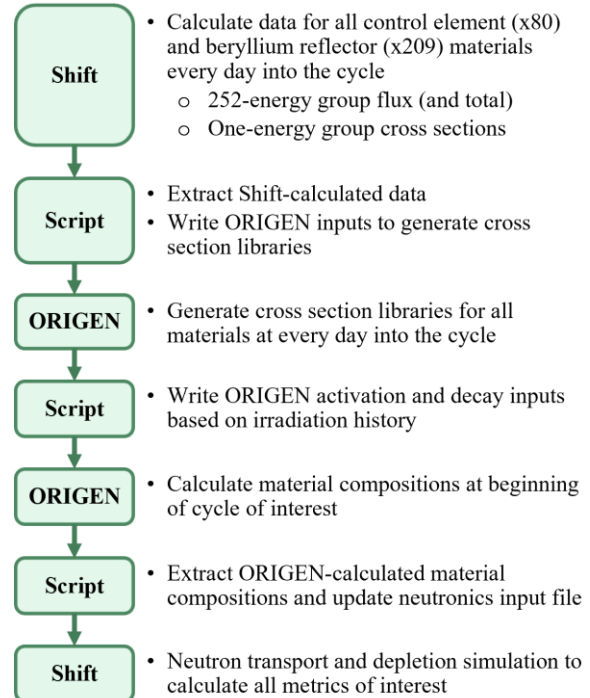 Shift
• Calculate data for all control element (x80)
and beryllium reflector (x209) materials
every day into the cycle
o 252-energy group flux (and total)
o One-energy group cross sections
Script
• Extract Shift-calculated data
• Write ORIGEN inputs to generate cross
section libraries
ORIGEN
• Generate cross section libraries for all
materials at every day into the cycle
Script
• Write ORIGEN activation and decay inputs
based on irradiation history
ORIGEN
• Calculate material compositions at beginning
of cycle of interest
Script
• Extract ORIGEN-calculated material
compositions and update neutronics input file
Shift
• Neutron transport and depletion simulation to
calculate all metrics of interest